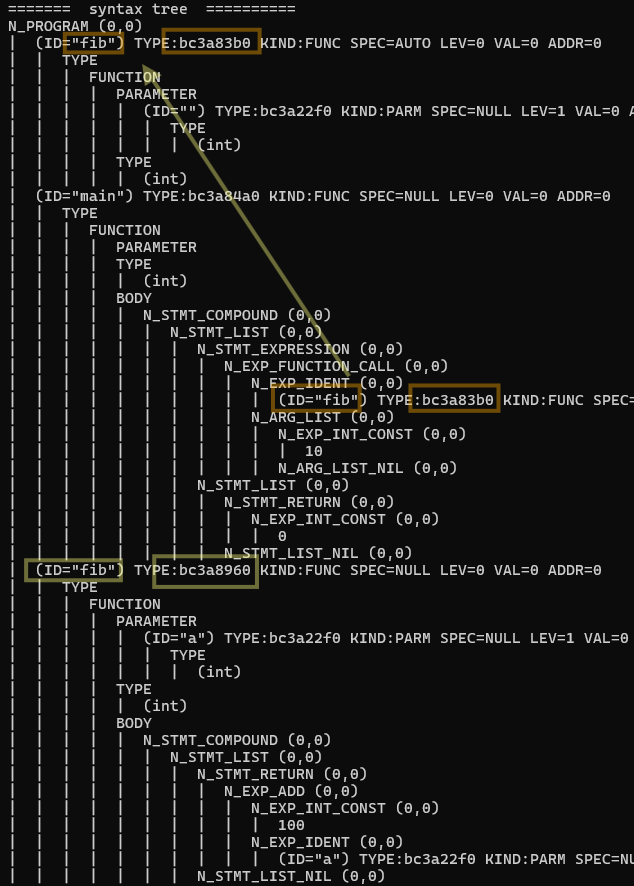 =======  syntax tree  ==========
N_PROGRAM (0,0)
|  (ID="fib") TYPE:bc3a83b0 KIND:FUNC SPEC=AUTO LEV=0 VAL=0 ADDR=0
|  |  TYPE
|  |  |  FUNCTION
|  |  |  |  PARAMETER
|  |  |  |  |  (ID="") TYPE:bc3a22f0 KIND:PARM SPEC=NULL LEV=1 VAL=0 A
|  |  |  |  |  |  TYPE
|  |  |  |  |  |  |  (int)
|  |  |  |  TYPE
|  |  |  |  |  (int)
|  (ID="main") TYPE:bc3a84a0 KIND:FUNC SPEC=NULL LEV=0 VAL=0 ADDR=0
|  |  TYPE
|  |  |  FUNCTION
|  |  |  |  PARAMETER
|  |  |  |  TYPE
|  |  |  |  |  (int)
|  |  |  |  BODY
|  |  |  |  |  N_STMT_COMPOUND (0,0)
|  |  |  |  |  |  N_STMT_LIST (0,0)
|  |  |  |  |  |  |  N_STMT_EXPRESSION (0,0)
|  |  |  |  |  |  |  |  N_EXP_FUNCTION_CALL (0,0)
|  |  |  |  |  |  |  |  |  N_EXP_IDENT (0,0)
|  |  |  |  |  |  |  |  |  |  (ID="fib") TYPE:bc3a83b0 KIND:FUNC SPEC=
|  |  |  |  |  |  |  |  |  N_ARG_LIST (0,0)
|  |  |  |  |  |  |  |  |  |  N_EXP_INT_CONST (0,0)
|  |  |  |  |  |  |  |  |  |  |  10
|  |  |  |  |  |  |  |  |  |  N_ARG_LIST_NIL (0,0)
|  |  |  |  |  |  |  N_STMT_LIST (0,0)
|  |  |  |  |  |  |  |  N_STMT_RETURN (0,0)
|  |  |  |  |  |  |  |  |  N_EXP_INT_CONST (0,0)
|  |  |  |  |  |  |  |  |  |  0
|  |  |  |  |  |  |  |  N_STMT_LIST_NIL (0,0)
|  (ID="fib") TYPE:bc3a8960 KIND:FUNC SPEC=NULL LEV=0 VAL=0 ADDR=0
|  |  TYPE
|  |  |  FUNCTION
|  |  |  |  PARAMETER
|  |  |  |  |  (ID="a") TYPE:bc3a22f0 KIND:PARM SPEC=NULL LEV=1 VAL=0
|  |  |  |  |  |  TYPE
|  |  |  |  |  |  |  (int)
|  |  |  |  TYPE
|  |  |  |  |  (int)
|  |  |  |  BODY
|  |  |  |  |  N_STMT_COMPOUND (0,0)
|  |  |  |  |  |  N_STMT_LIST (0,0)
|  |  |  |  |  |  |  N_STMT_RETURN (0,0)
|  |  |  |  |  |  |  |  N_EXP_ADD (0,0)
|  |  |  |  |  |  |  |  |  N_EXP_INT_CONST (0,0)
|  |  |  |  |  |  |  |  |  |  100
|  |  |  |  |  |  |  |  |  N_EXP_IDENT (0,0)
|  |  |  |  |  |  |  |  |  |  (ID="a") TYPE:bc3a22f0 KIND:PARM SPEC=NU
|  |  |  |  |  |  |  N_STMT_LIST_NIL (0,0)